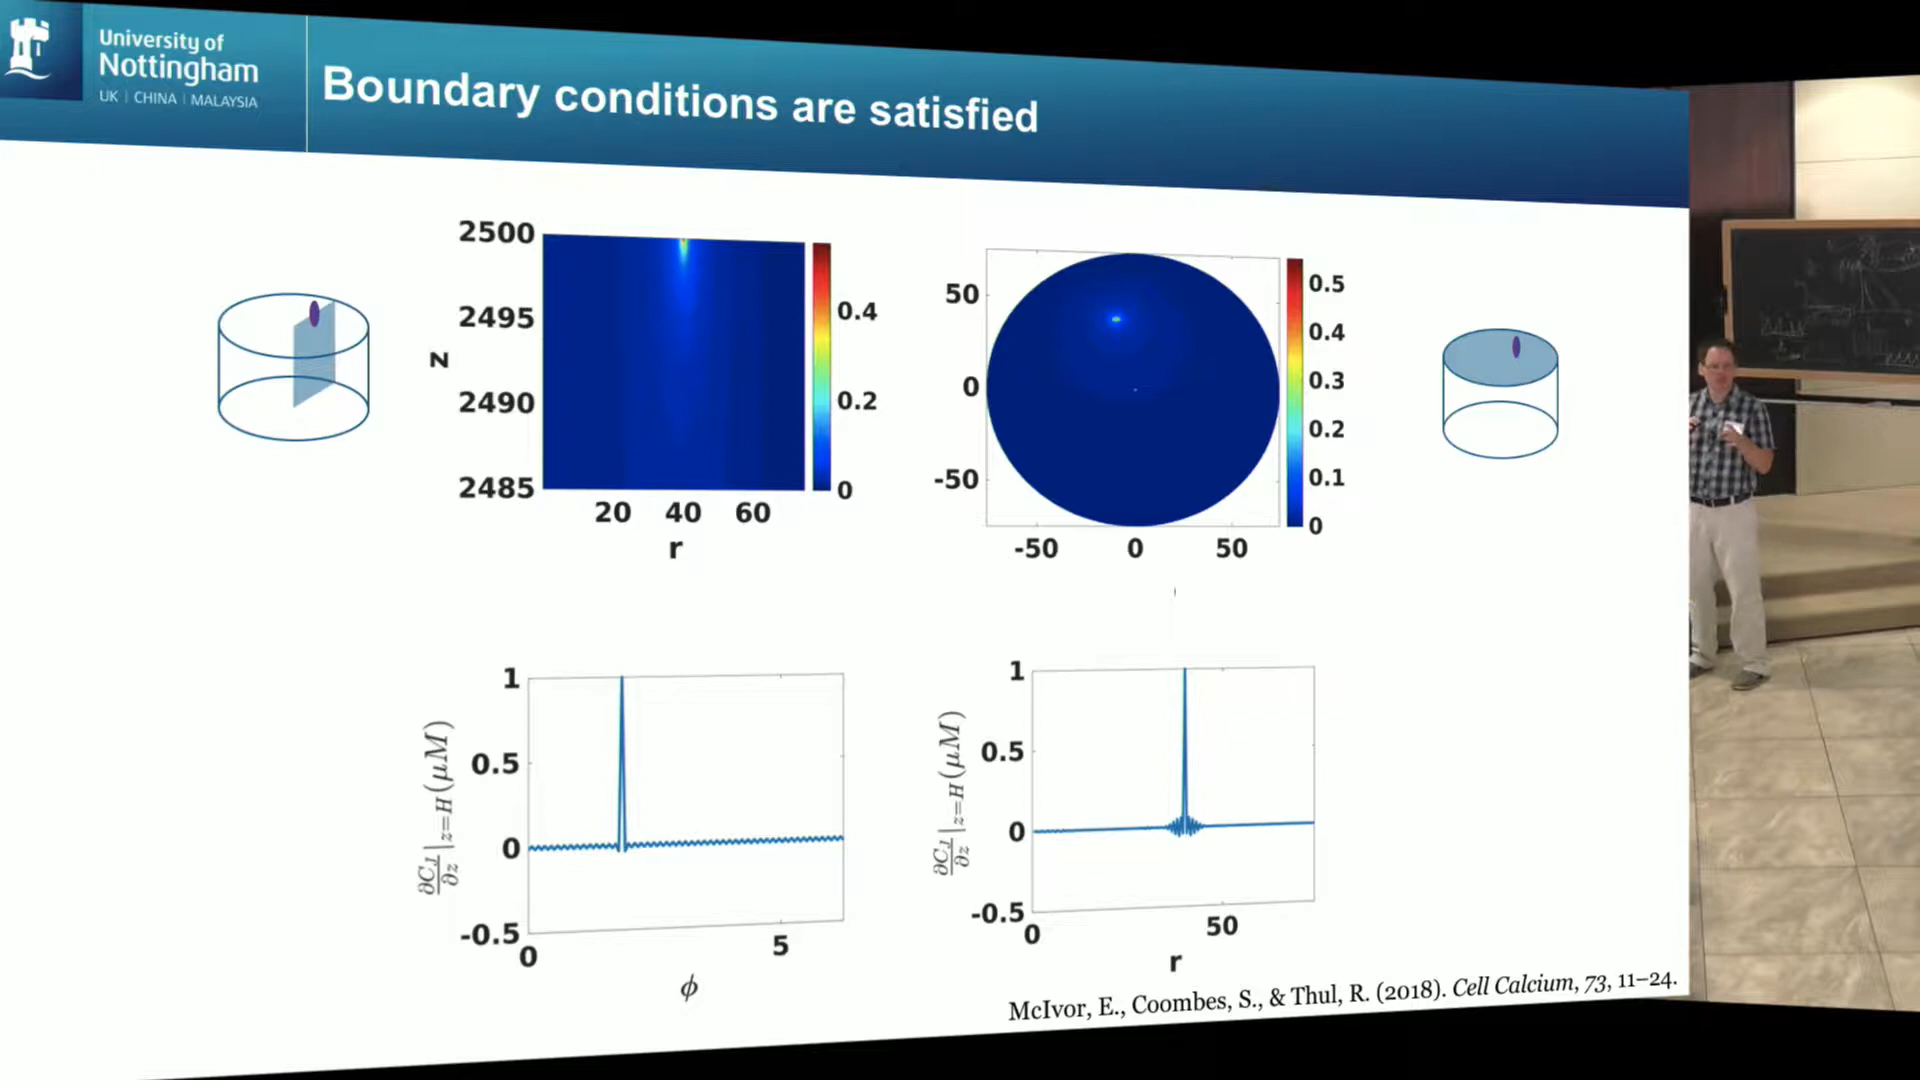 University of
Nottingham
UK | CHINA | MALAYSIA
Boundary conditions are satisfied
2500
2495
2490
2485
z
20 40 60
r
0.4
0.2
0
50
0
-50
-50 0 50
0.5
0.4
0.3
0.2
0.1
0
1
0.5
0
-0.5
0 5
ϕ
∂C_J/∂z|z=H (μM)
1
0.5
0
-0.5
0 50
r
∂C_J/∂z|z=H (μM)
McIvor, E., Coombes, S., & Thul, R. (2018). Cell Calcium, 73, 11–24.